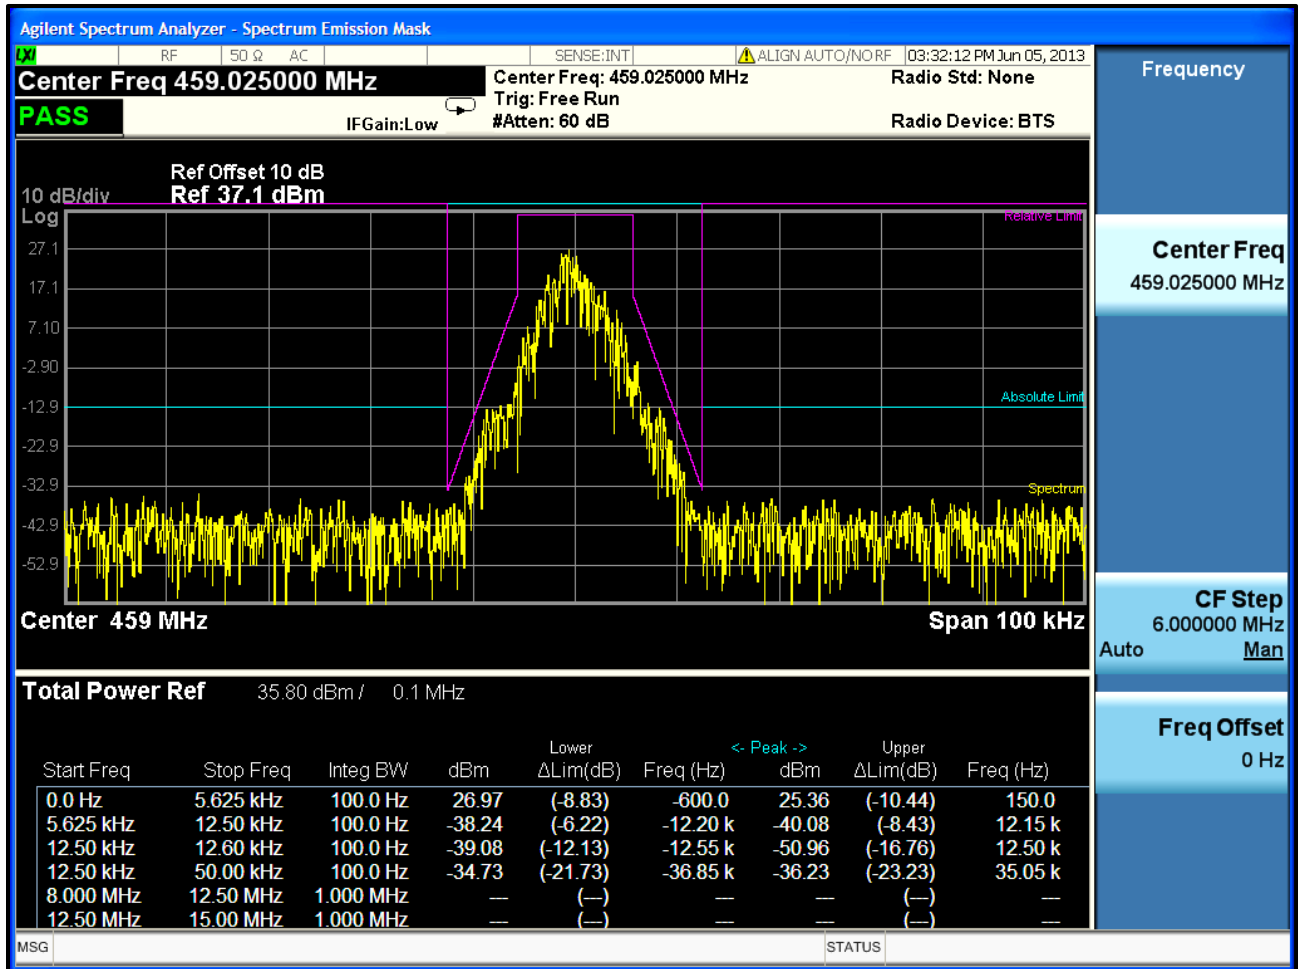 Agilent Spectrum Analyzer - Spectrum Emission Mask
LXI RF 50 Ω AC SENSE:INT ALIGN AUTO/NO RF 03:32:12 PM Jun 05, 2013
Center Freq 459.025000 MHz
Center Freq: 459.025000 MHz
Radio Std: None
Trig: Free Run
PASS
IFGain:Low
#Atten: 60 dB
Radio Device: BTS
Ref Offset 10 dB
10 dB/div Ref 37.1 dBm
Log
Relative Limit
27.1
17.1
7.10
-2.90
Absolute Limit
-12.9
-22.9
-32.9
Spectrum
-42.9
-52.9
Center 459 MHz Span 100 kHz
Total Power Ref 35.80 dBm / 0.1 MHz
Lower <- Peak -> Upper
Start Freq Stop Freq Integ BW dBm ΔLim(dB) Freq (Hz) dBm ΔLim(dB) Freq (Hz)
0.0 Hz 5.625 kHz 100.0 Hz 26.97 (-8.83) -600.0 25.36 (-10.44) 150.0
5.625 kHz 12.50 kHz 100.0 Hz -38.24 (-6.22) -12.20 k -40.08 (-8.43) 12.15 k
12.50 kHz 12.60 kHz 100.0 Hz -39.08 (-12.13) -12.55 k -50.96 (-16.76) 12.50 k
12.50 kHz 50.00 kHz 100.0 Hz -34.73 (-21.73) -36.85 k -36.23 (-23.23) 35.05 k
8.000 MHz 12.50 MHz 1.000 MHz --- (---) --- --- (---) ---
12.50 MHz 15.00 MHz 1.000 MHz --- (---) --- --- (---) ---
MSG STATUS
Frequency
Center Freq
459.025000 MHz
CF Step
6.000000 MHz
Auto Man
Freq Offset
0 Hz